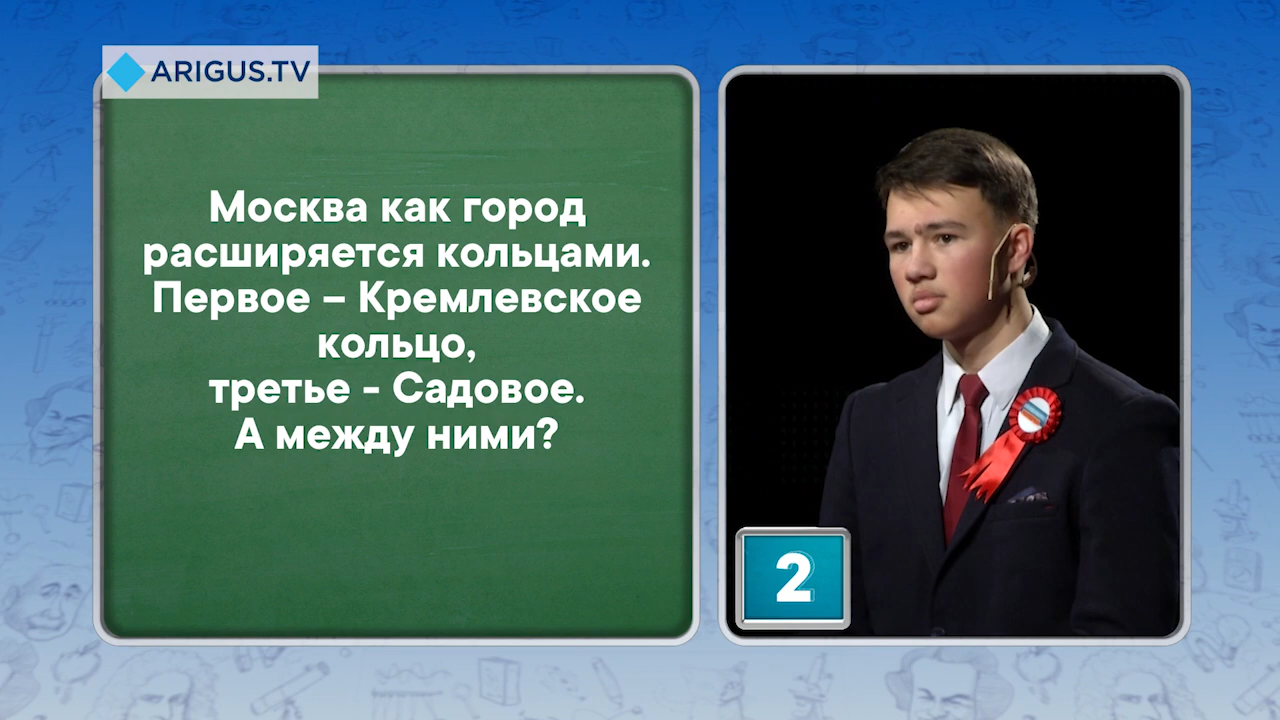 ARIGUS.TV
Москва как город
расширяется кольцами.
Первое – Кремлевское
кольцо,
третье - Садовое.
А между ними?
2